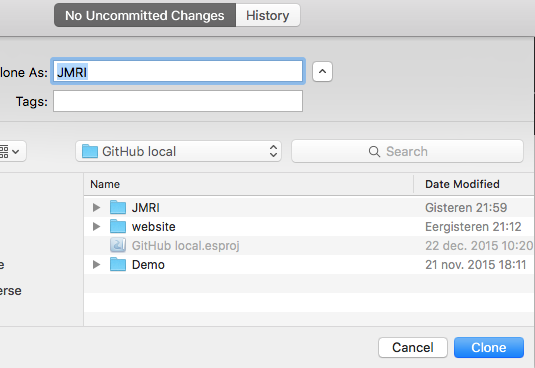 No Uncommitted Changes History
lone As: JMRI
Tags:
GitHub local Search
Name Date Modified
JMRI Gisteren 21:59
website Eergisteren 21:12
GitHub local.esproj 22 dec. 2015 10:20
Demo 21 nov. 2015 18:11
e
erse
Cancel Clone